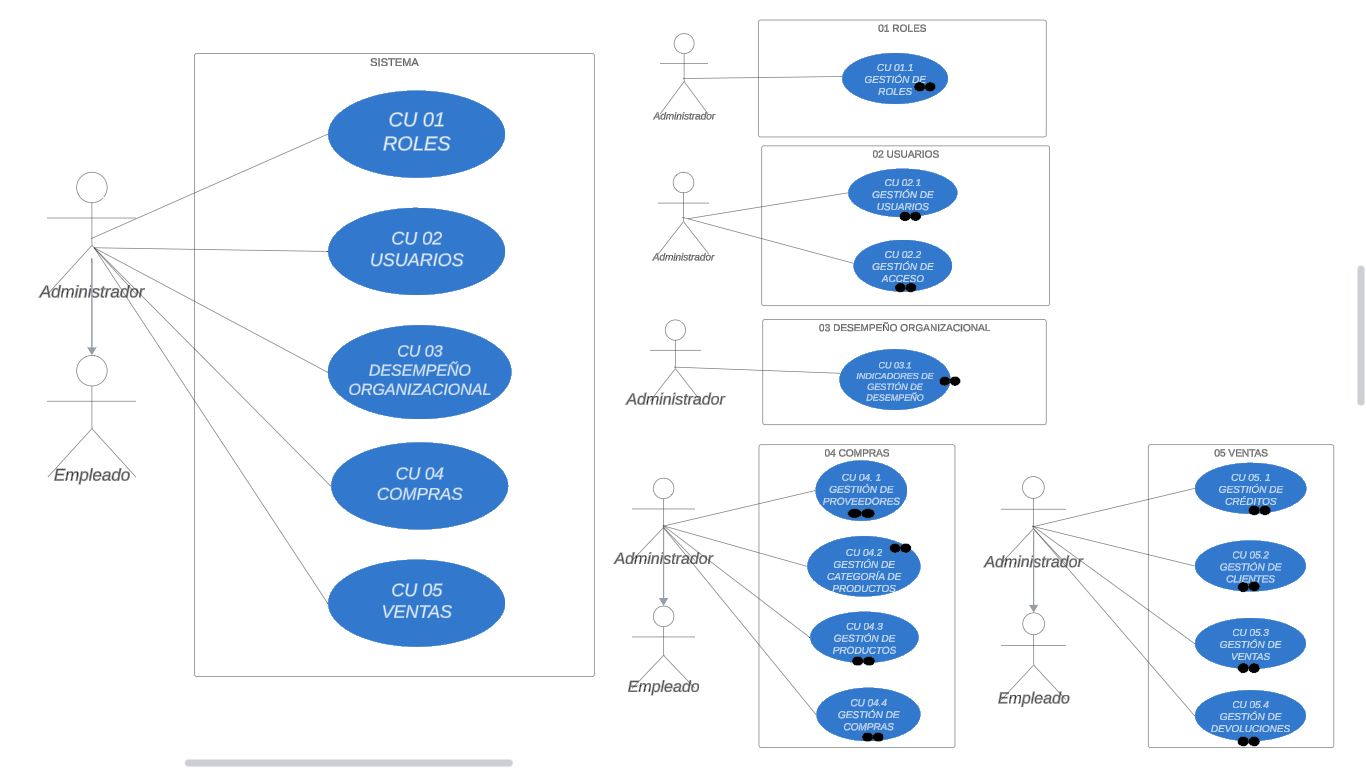 SISTEMA
CU 01
ROLES
CU 02
USUARIOS
CU 03
DESEMPEÑO
ORGANIZACIONAL
CU 04
COMPRAS
CU 05
VENTAS
Administrador
Empleado
01 ROLES
CU 01.1
GESTIÓN DE
ROLES
Administrador
02 USUARIOS
CU 02.1
GESTIÓN DE
USUARIOS
CU 02.2
GESTIÓN DE
ACCESO
Administrador
03 DESEMPEÑO ORGANIZACIONAL
CU 03.1
INDICADORES DE
GESTIÓN DE
DESEMPEÑO
Administrador
04 COMPRAS
CU 04. 1
GESTIIÓN DE
PROVEEDORES
CU 04.2
GESTIÓN DE
CATEGORÍA DE
PRODUCTOS
CU 04.3
GESTIÓN DE
PRODUCTOS
CU 04.4
GESTIÓN DE
COMPRAS
Administrador
Empleado
05 VENTAS
CU 05. 1
GESTIIÓN DE
CRÉDITOS
CU 05.2
GESTIÓN DE
CLIENTES
CU 05.3
GESTIÓN DE
VENTAS
CU 05.4
GESTIÓN DE
DEVOLUCIONES
Administrador
Empleado